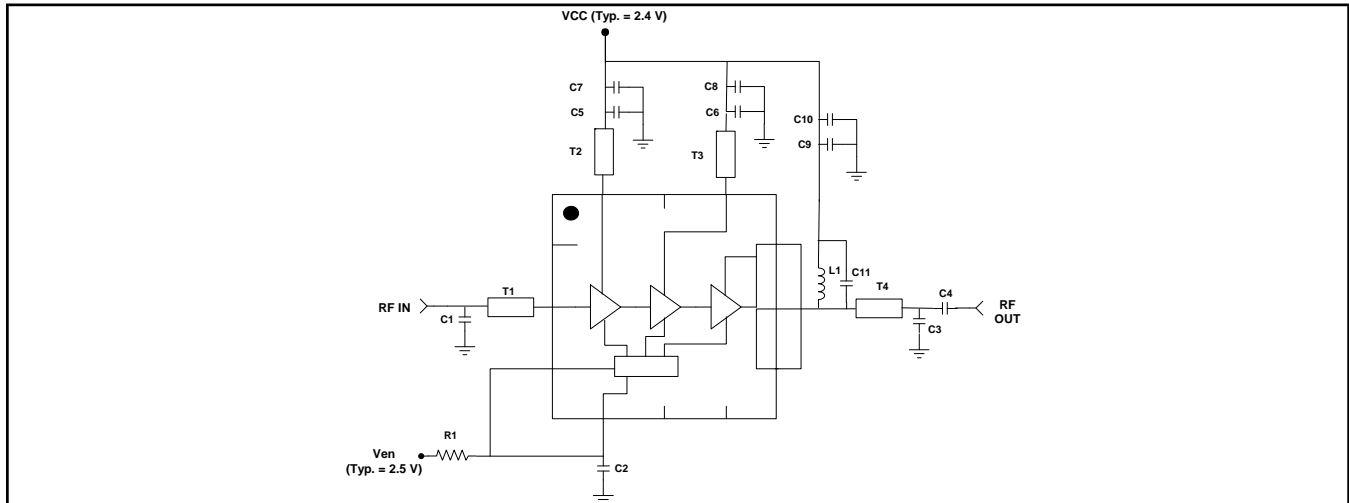 VCC (Typ. = 2.4 V)
C7
C8
C5
C6
C10
C9
T2
T3
L1
C11
T4
C4
T1
RF IN
RF
OUT
C1
C3
R1
Ven
(Typ. = 2.5 V)
C2